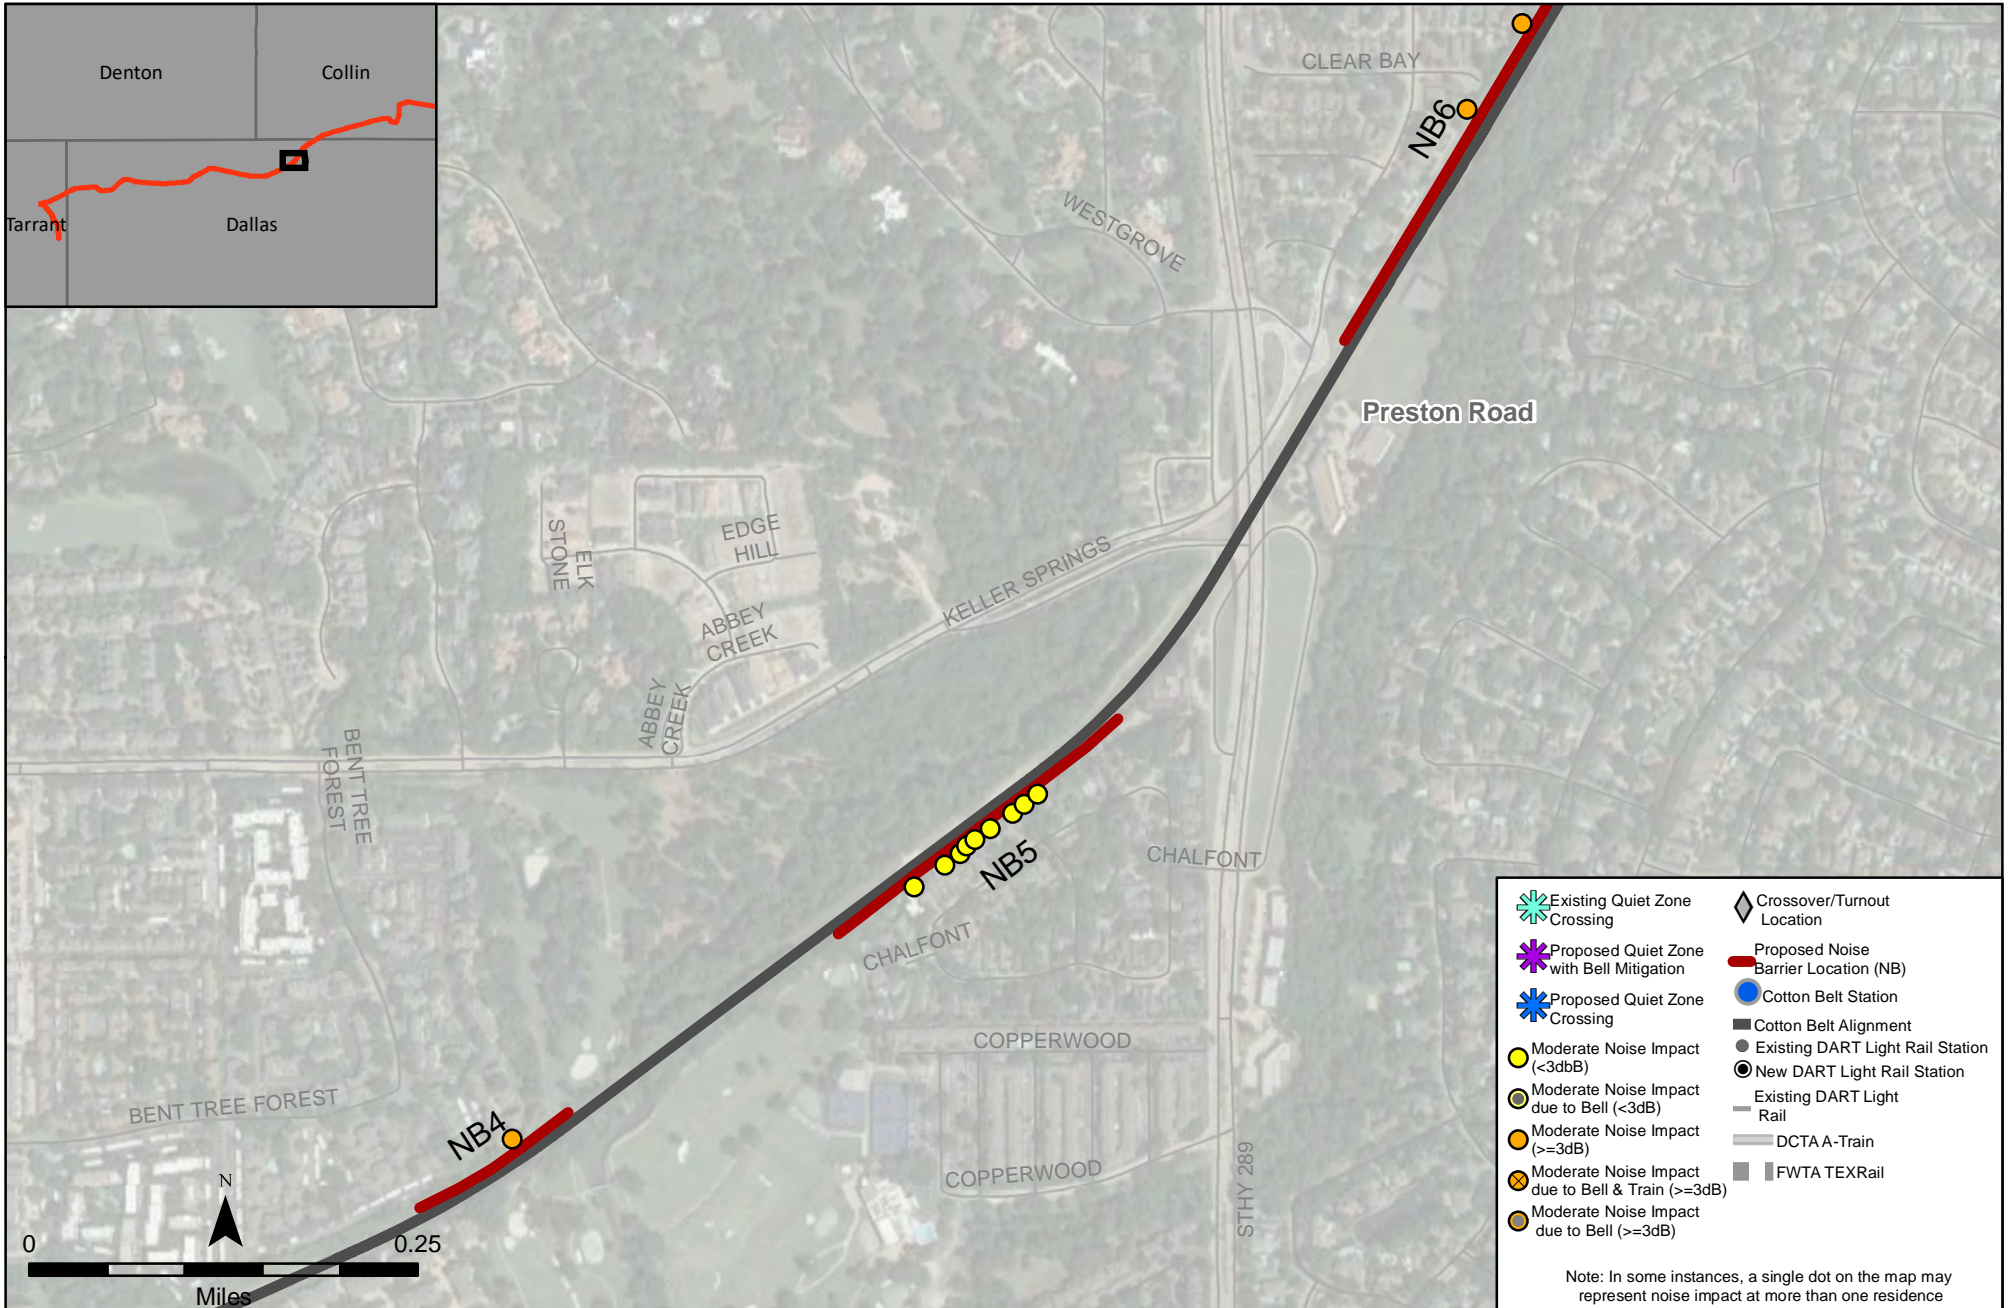 Denton
Collin
Tarrant
Dallas
CLEAR BAY
NB6
WESTGROVE
Preston Road
STONE
ELK
EDGE
HILL
KELLER SPRINGS
ABBEY
CREEK
ABBEY
CREEK
BENT TREE
FOREST
NB5
CHALFONT
CHALFONT
COPPERWOOD
BENT TREE FOREST
NB4
COPPERWOOD
STHY 289
N
0
0.25
Miles
Existing Quiet Zone
Crossing
Proposed Quiet Zone
with Bell Mitigation
Proposed Quiet Zone
Crossing
Moderate Noise Impact
(<3dbB)
Moderate Noise Impact
due to Bell (<3dB)
Moderate Noise Impact
(>=3dB)
Moderate Noise Impact
due to Bell & Train (>=3dB)
Moderate Noise Impact
due to Bell (>=3dB)
Crossover/Turnout
Location
Proposed Noise
Barrier Location (NB)
Cotton Belt Station
Cotton Belt Alignment
Existing DART Light Rail Station
New DART Light Rail Station
Existing DART Light
Rail
DCTA A-Train
FWTA TEXRail
Note: In some instances, a single dot on the map may
represent noise impact at more than one residence